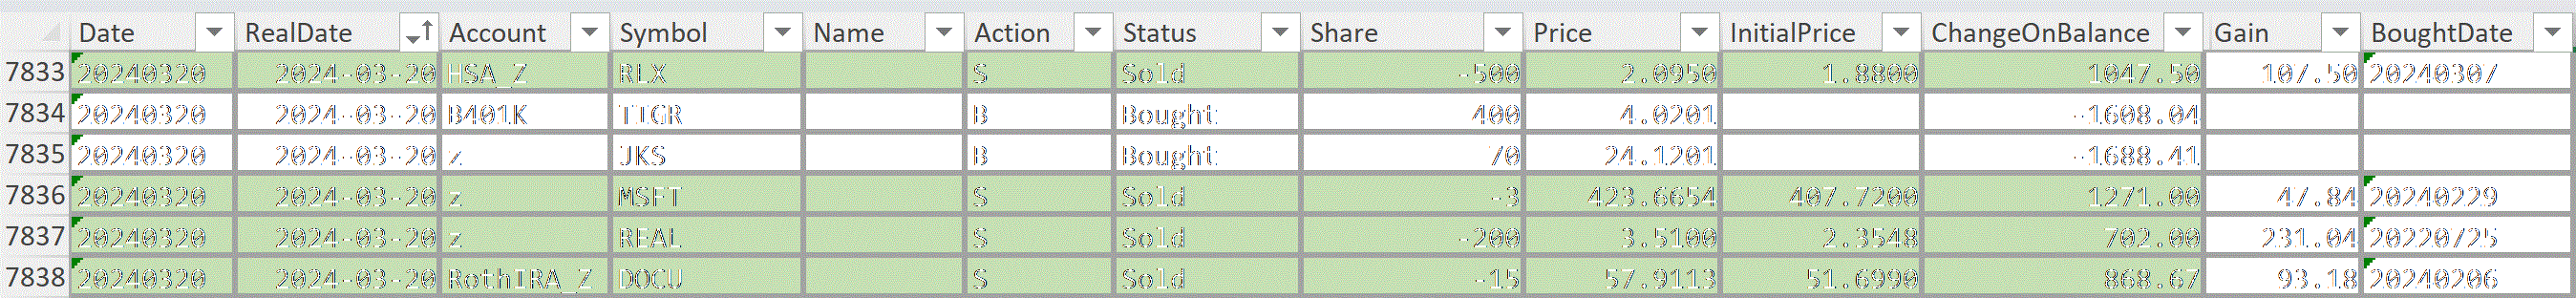 Date RealDate Account Symbol Name Action Status Share Price InitialPrice ChangeOnBalance Gain BoughtDate
7833 20240320 2024-03-20 HSA_Z RLX S Sold -500 2.0950 1.8800 1047.50 107.50 20240307
7834 20240320 2024-03-20 B401K TIGR B Bought 400 4.0201 -1608.04
7835 20240320 2024-03-20 z JKS B Bought 70 24.1201 -1688.41
7836 20240320 2024-03-20 z MSFT S Sold -3 423.6654 407.7200 1271.00 47.84 20240229
7837 20240320 2024-03-20 z REAL S Sold -200 3.5100 2.3548 702.00 231.04 20220725
7838 20240320 2024-03-20 RothIRA_Z DOCU S Sold -15 57.9113 51.6990 868.67 93.18 20240206